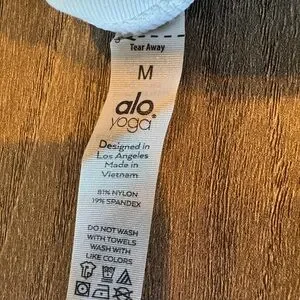 Tear Away
M
alo
yoga®
Designed in
Los Angeles
Made in
Vietnam
81% NYLON
19% SPANDEX
DO NOT WASH
WITH TOWELS
WASH WITH
LIKE COLORS